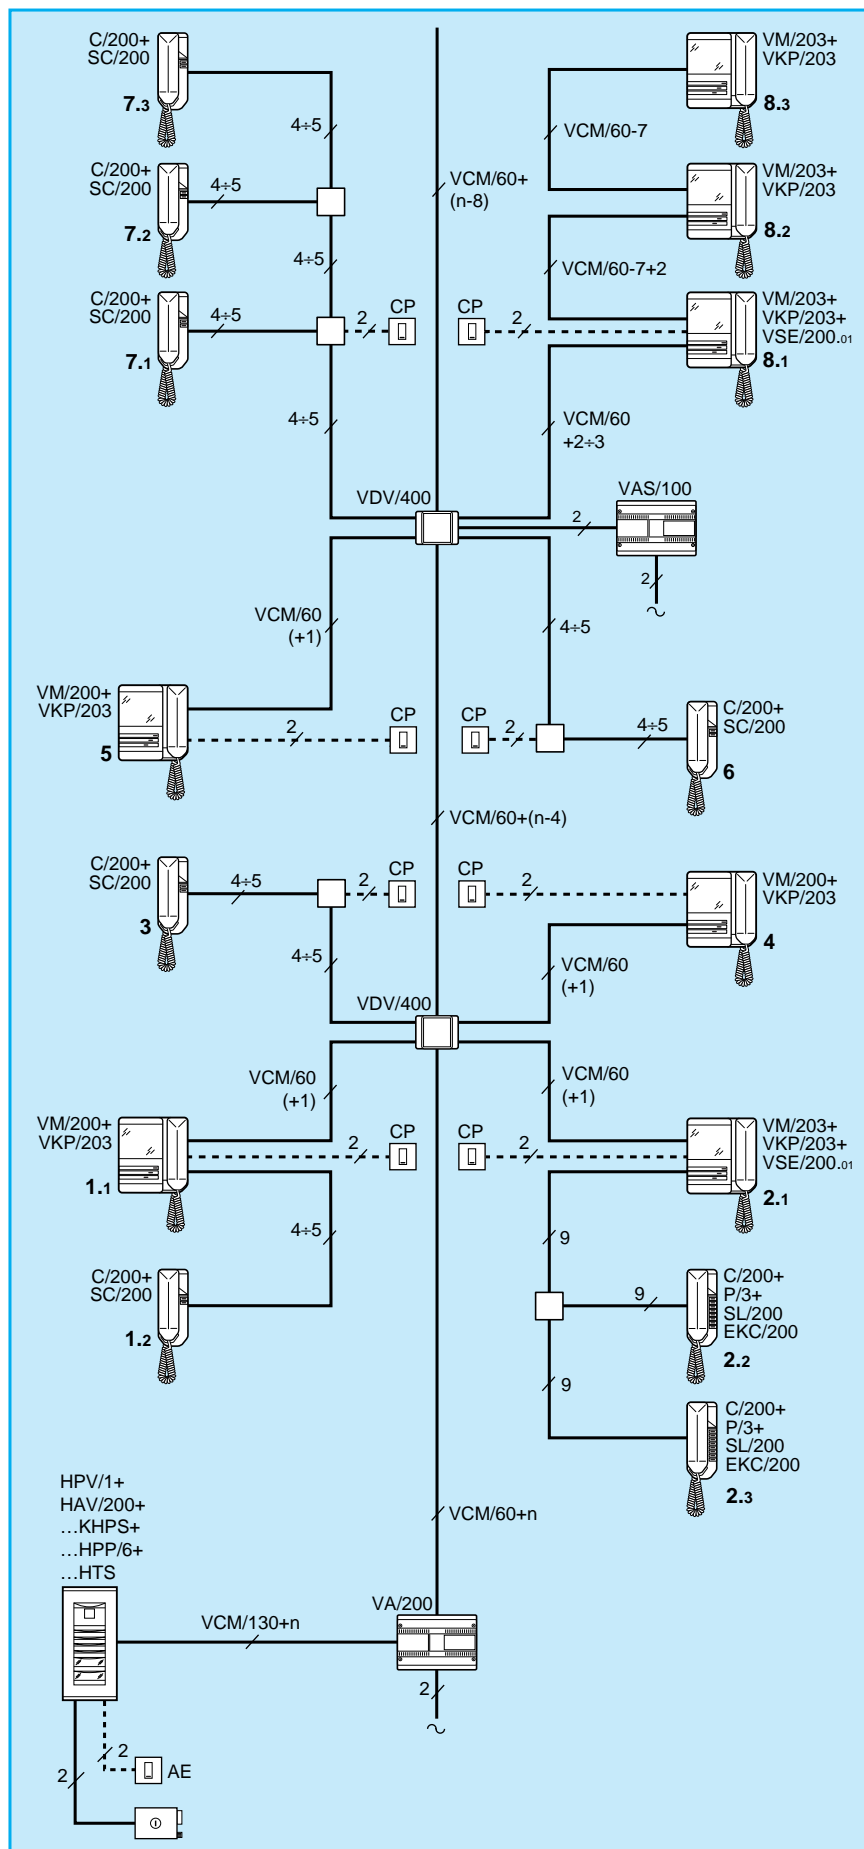 C/200+
SC/200
7.3
4÷5
VM/203+
VKP/203
8.3
VCM/60-7
C/200+
SC/200
7.2
4÷5
VCM/60+
(n-8)
VM/203+
VKP/203
8.2
4÷5
VCM/60-7+2
C/200+
SC/200
7.1
4÷5
2
CP
CP
2
VM/203+
VKP/203+
VSE/200.01
8.1
4÷5
VCM/60
+2÷3
VDV/400
VAS/100
2
2
VCM/60
(+1)
4÷5
VM/200+
VKP/203
5
2
CP
CP
2
4÷5
C/200+
SC/200
6
VCM/60+(n-4)
C/200+
SC/200
3
4÷5
2
CP
CP
2
VM/200+
VKP/203
4
4÷5
VCM/60
(+1)
VDV/400
VCM/60
(+1)
VCM/60
(+1)
VM/200+
VKP/203
1.1
2
CP
CP
2
VM/203+
VKP/203+
VSE/200.01
2.1
4÷5
9
C/200+
SC/200
1.2
9
C/200+
P/3+
SL/200
EKC/200
2.2
9
C/200+
P/3+
SL/200
EKC/200
2.3
HPV/1+
HAV/200+
...KHPS+
...HPP/6+
...HTS
VCM/60+n
VA/200
VCM/130+n
2
2
AE
2